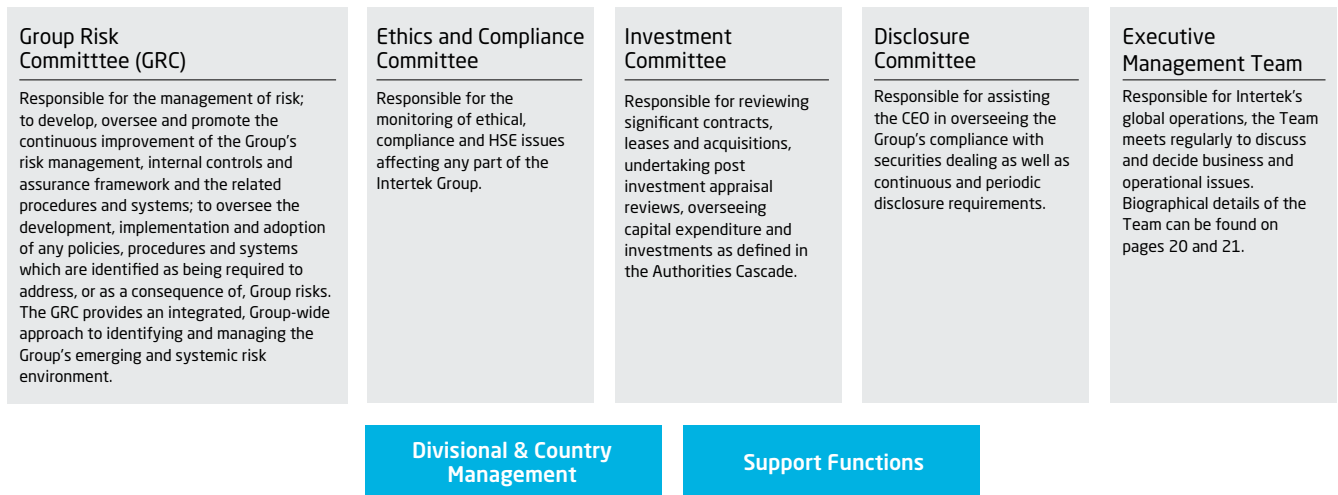 Group Risk
Committtee (GRC)
Responsible for the management of risk;
to develop, oversee and promote the
continuous improvement of the Group's
risk management, internal controls and
assurance framework and the related
procedures and systems; to oversee the
development, implementation and adoption
of any policies, procedures and systems
which are identified as being required to
address, or as a consequence of, Group risks.
The GRC provides an integrated, Group-wide
approach to identifying and managing the
Group's emerging and systemic risk
environment.
Ethics and Compliance
Committee
Responsible for the
monitoring of ethical,
compliance and HSE issues
affecting any part of the
Intertek Group.
Investment
Committee
Responsible for reviewing
significant contracts,
leases and acquisitions,
undertaking post
investment appraisal
reviews, overseeing
capital expenditure and
investments as defined in
the Authorities Cascade.
Disclosure
Committee
Responsible for assisting
the CEO in overseeing the
Group's compliance with
securities dealing as well as
continuous and periodic
disclosure requirements.
Executive
Management Team
Responsible for Intertek's
global operations, the Team
meets regularly to discuss
and decide business and
operational issues.
Biographical details of the
Team can be found on
pages 20 and 21.
Divisional & Country
Management
Support Functions